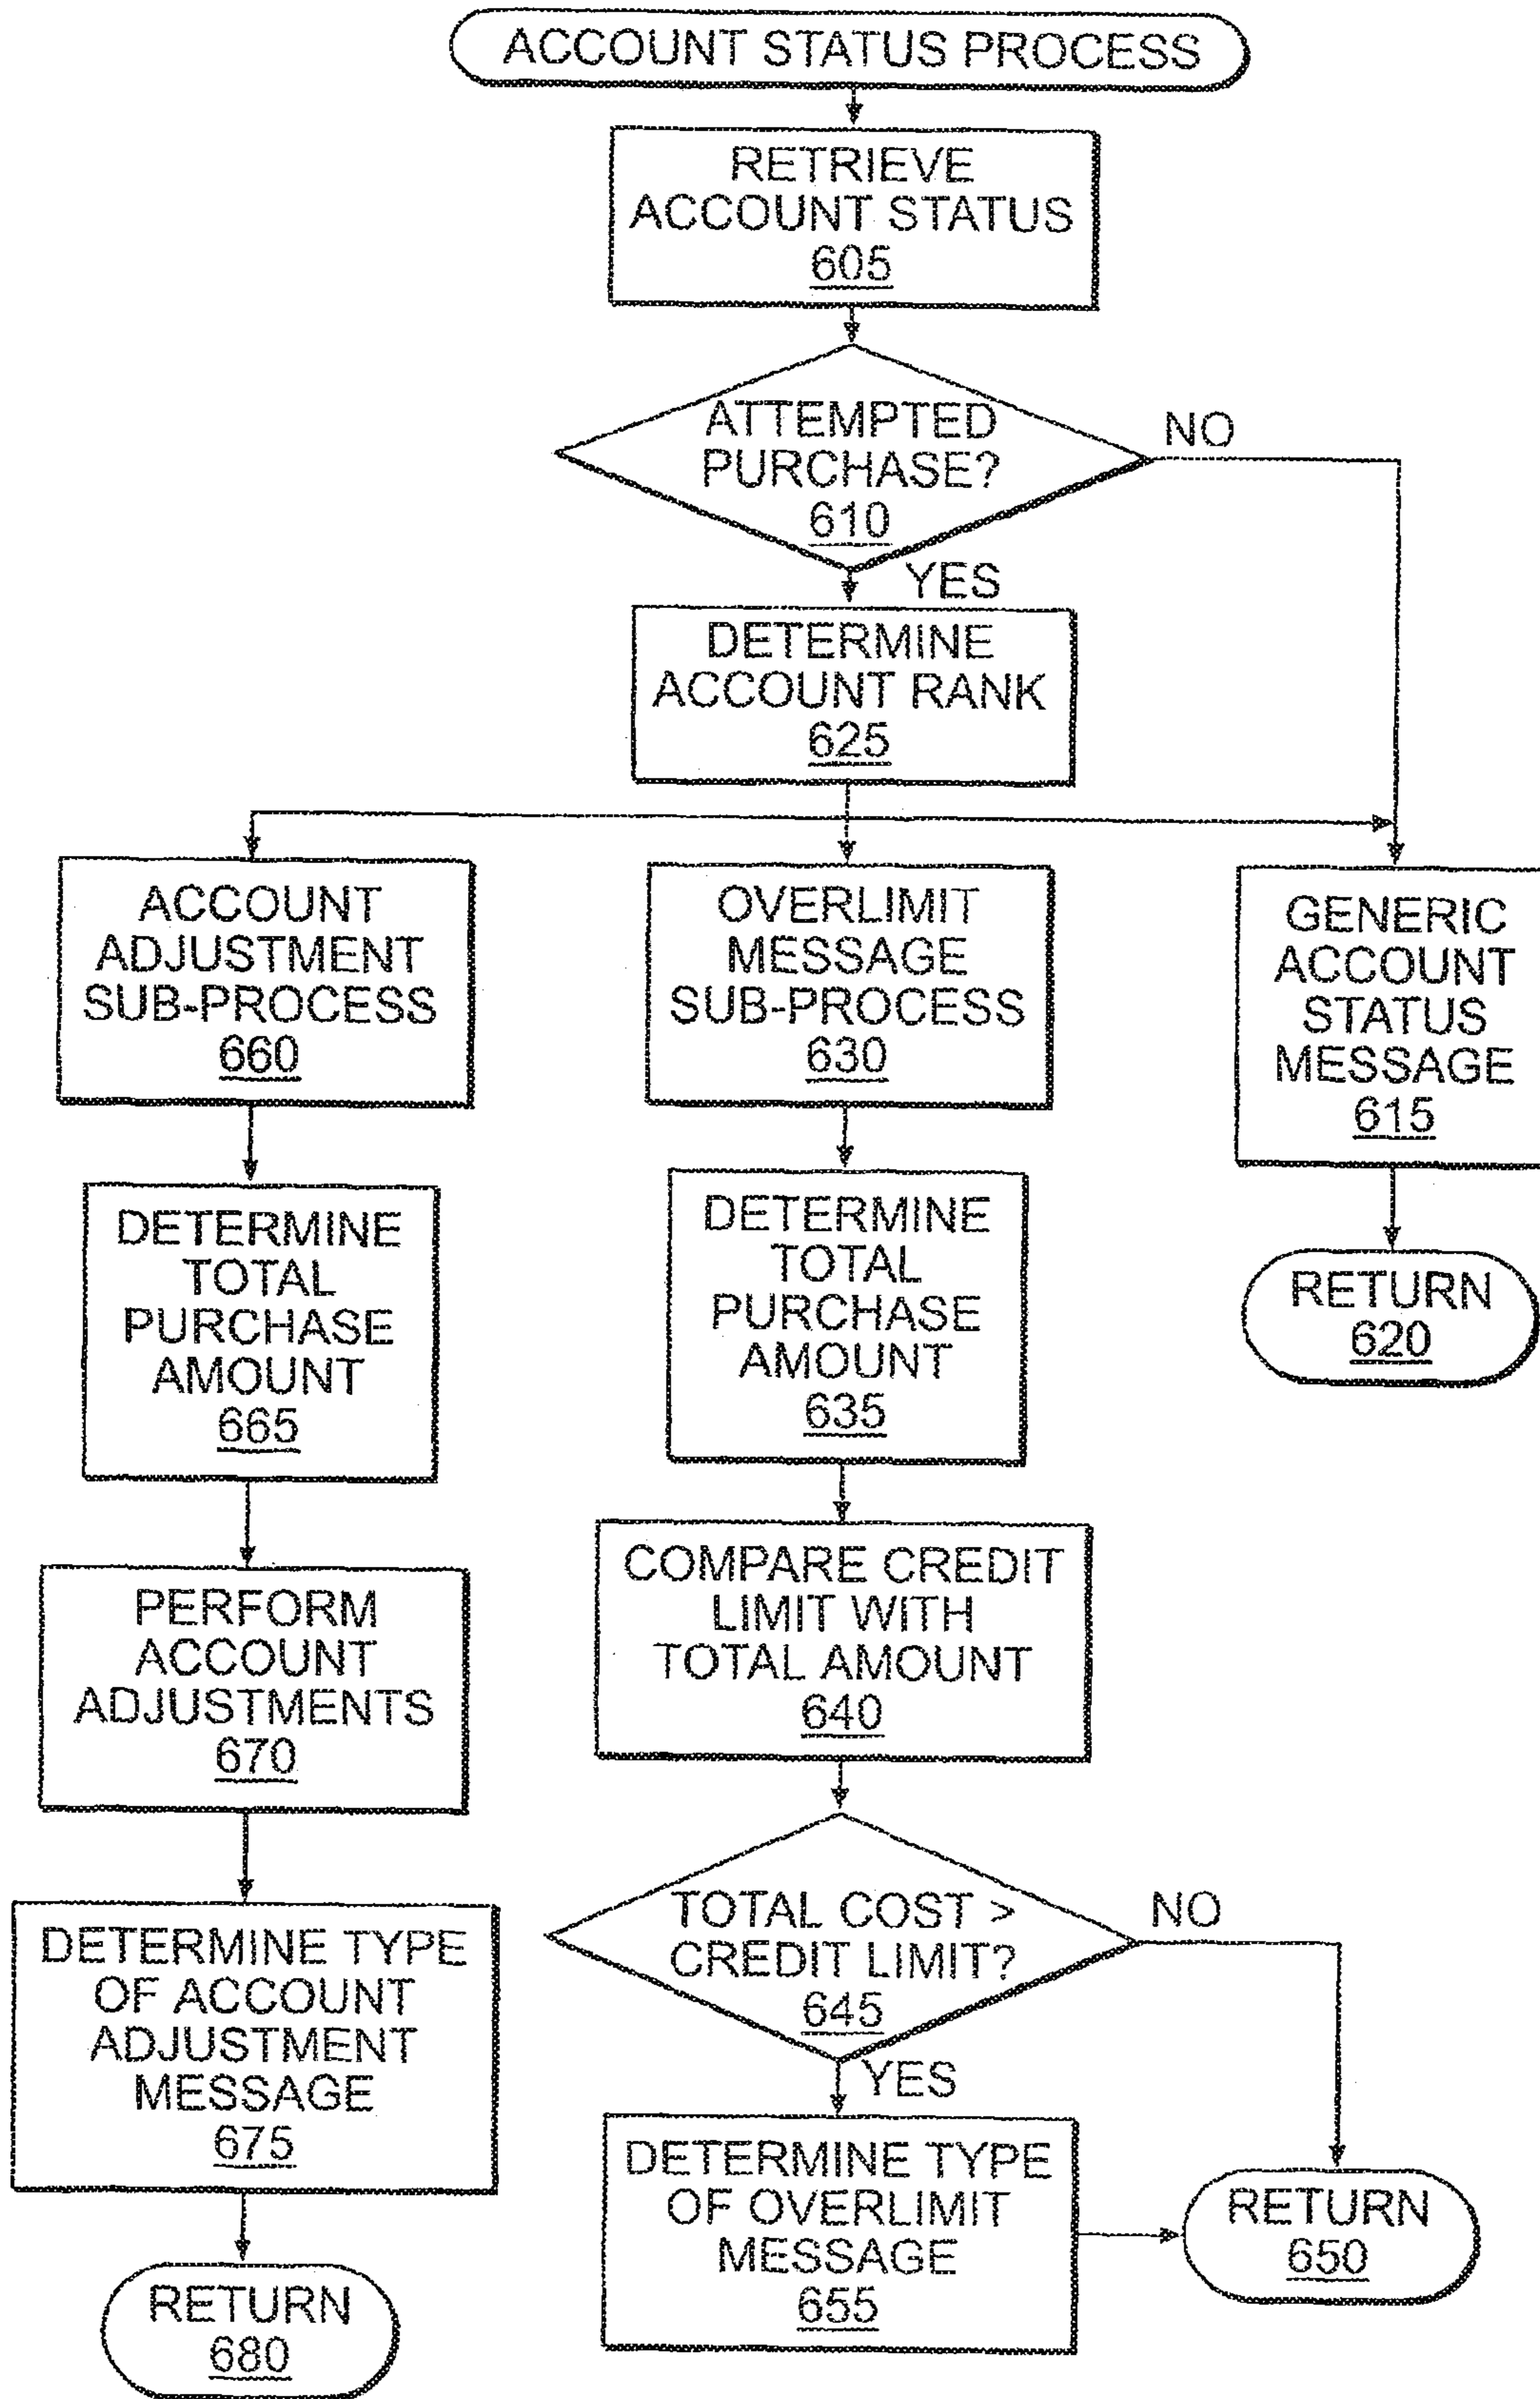 ACCOUNT STATUS PROCESS
RETRIEVE
ACCOUNT STATUS
605
ATTEMPTED
PURCHASE?
610
NO
YES
DETERMINE
ACCOUNT RANK
625
ACCOUNT
ADJUSTMENT
SUB-PROCESS
660
OVERLIMIT
MESSAGE
SUB-PROCESS
630
GENERIC
ACCOUNT
STATUS
MESSAGE
615
DETERMINE
TOTAL
PURCHASE
AMOUNT
665
DETERMINE
TOTAL
PURCHASE
AMOUNT
635
RETURN
620
PERFORM
ACCOUNT
ADJUSTMENTS
670
COMPARE CREDIT
LIMIT WITH
TOTAL AMOUNT
640
DETERMINE TYPE
OF ACCOUNT
ADJUSTMENT
MESSAGE
675
TOTAL COST >
CREDIT LIMIT?
645
NO
YES
DETERMINE TYPE
OF OVERLIMIT
MESSAGE
655
RETURN
650
RETURN
680